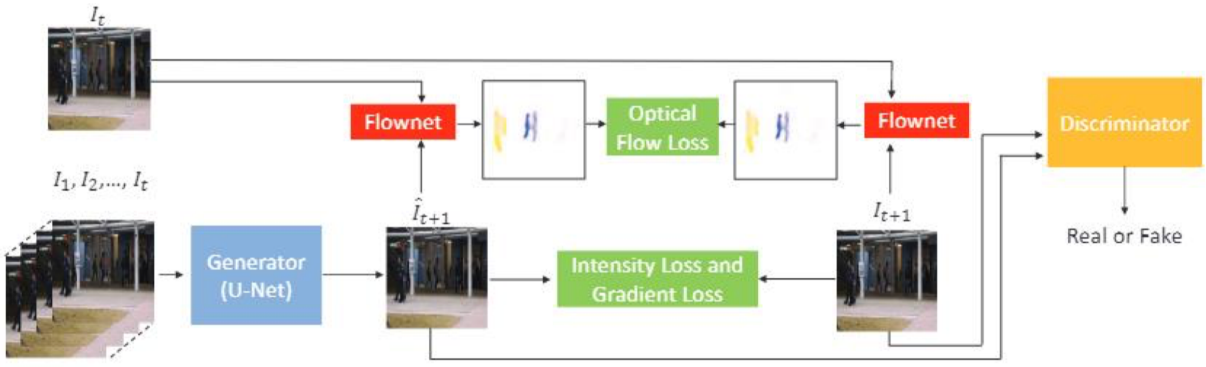 I_t
Flownet
Optical
Flow Loss
Flownet
Discriminator
I_1, I_2,..., I_t
Î_{t+1}
I_{t+1}
Real or Fake
Generator
(U-Net)
Intensity Loss and
Gradient Loss